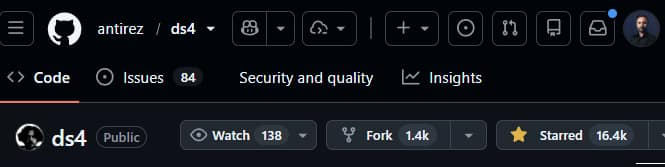 antirez / ds4
Code Issues 84 Security and quality Insights
ds4 Public Watch 138 Fork 1.4k Starred 16.4k